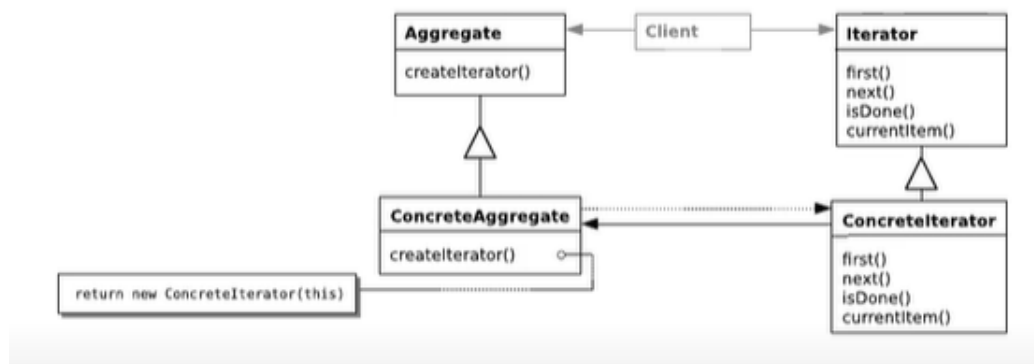 Aggregate
createIterator()
Client
Iterator
first()
next()
isDone()
currentItem()
ConcreteAggregate
createIterator()
return new ConcreteIterator(this)
ConcreteIterator
first()
next()
isDone()
currentItem()